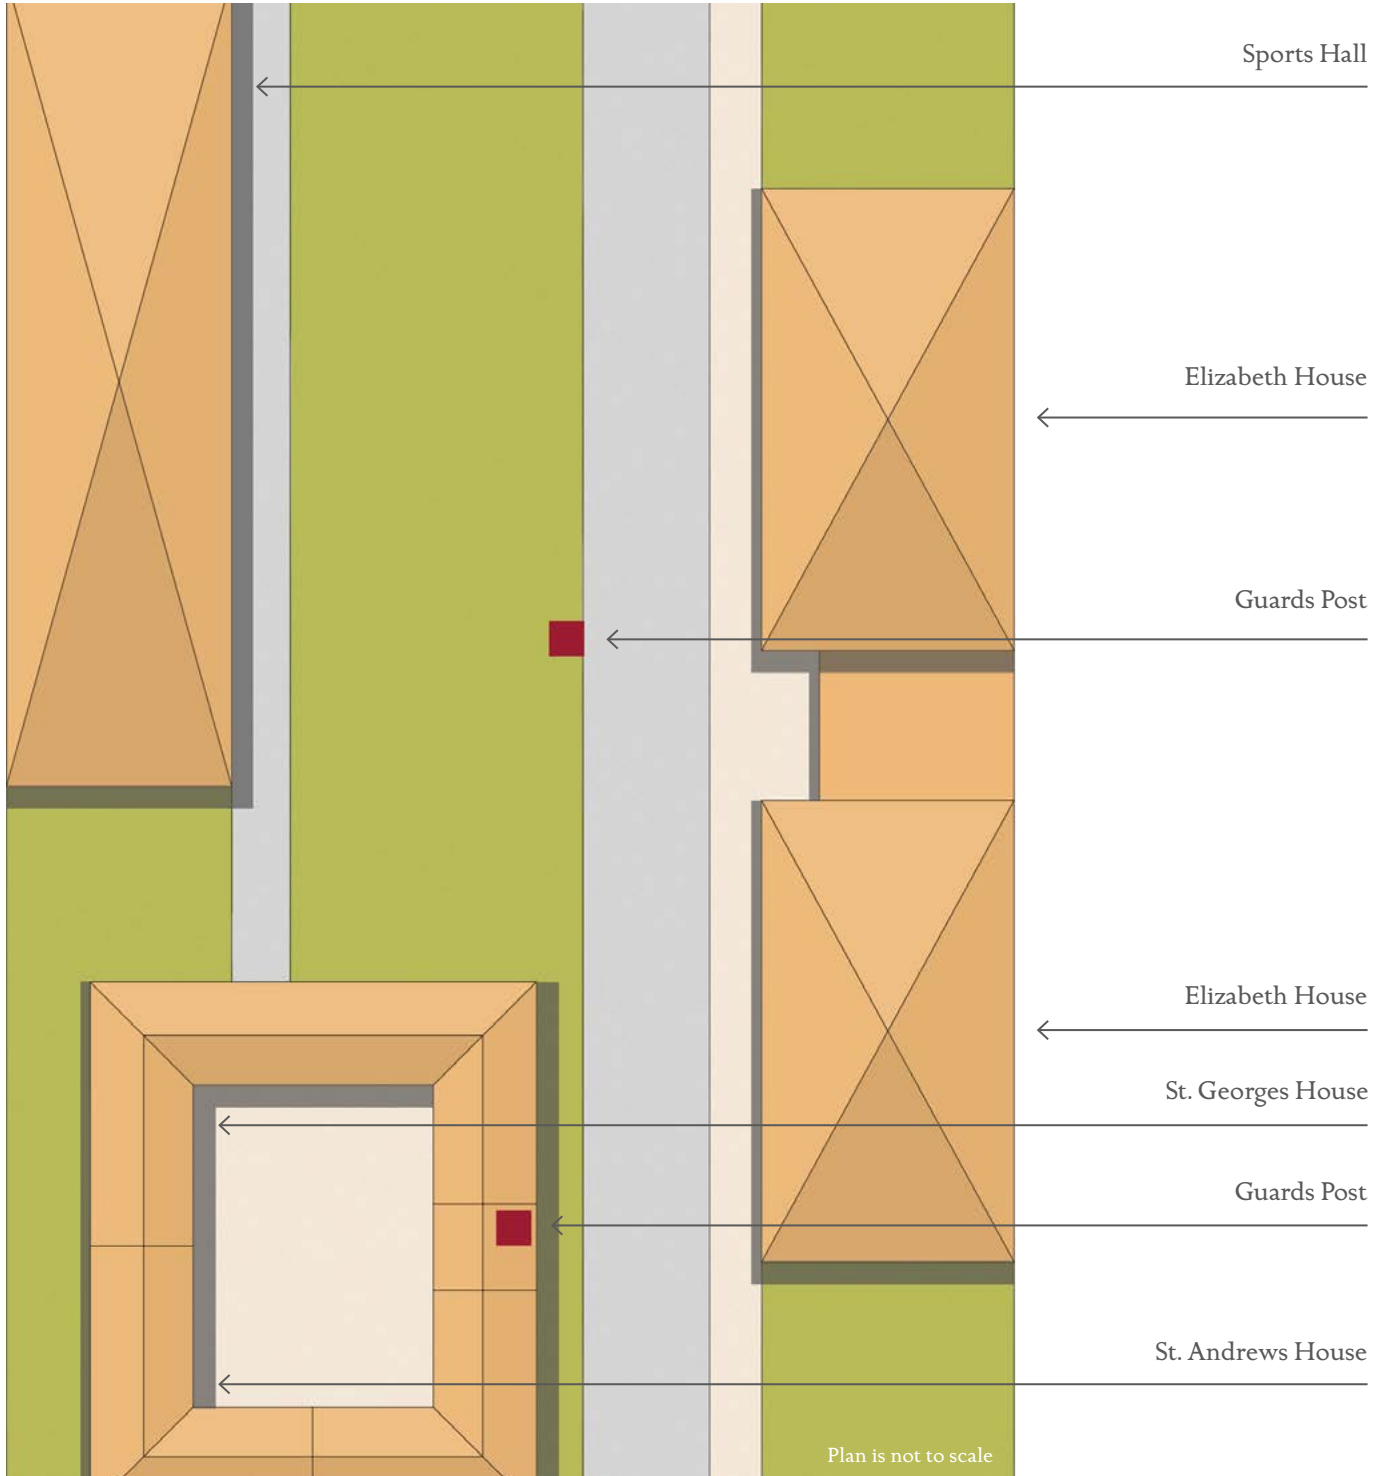 Sports Hall
Elizabeth House
Guards Post
Elizabeth House
St. Georges House
Guards Post
St. Andrews House
Plan is not to scale